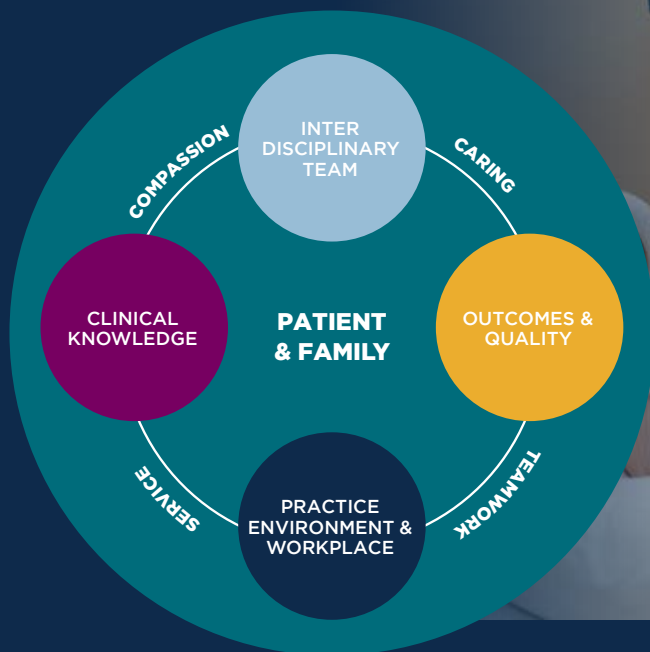 INTER
DISCIPLINARY
TEAM
COMPASSION
CARING
CLINICAL
KNOWLEDGE
PATIENT
& FAMILY
OUTCOMES &
QUALITY
SERVICE
TEAMWORK
PRACTICE
ENVIRONMENT &
WORKPLACE